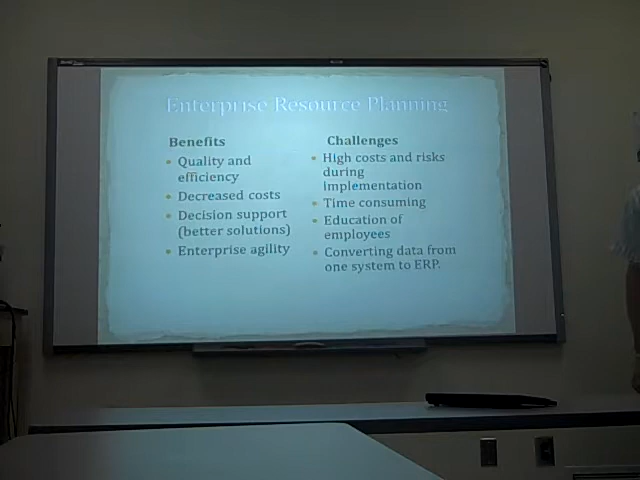 Enterprise Resource Planning
Benefits
Quality and
efficiency
Decreased costs
Decision support
(better solutions)
Enterprise agility
Challenges
High costs and risks
during
implementation
Time consuming
Education of
employees
Converting data from
one system to ERP.